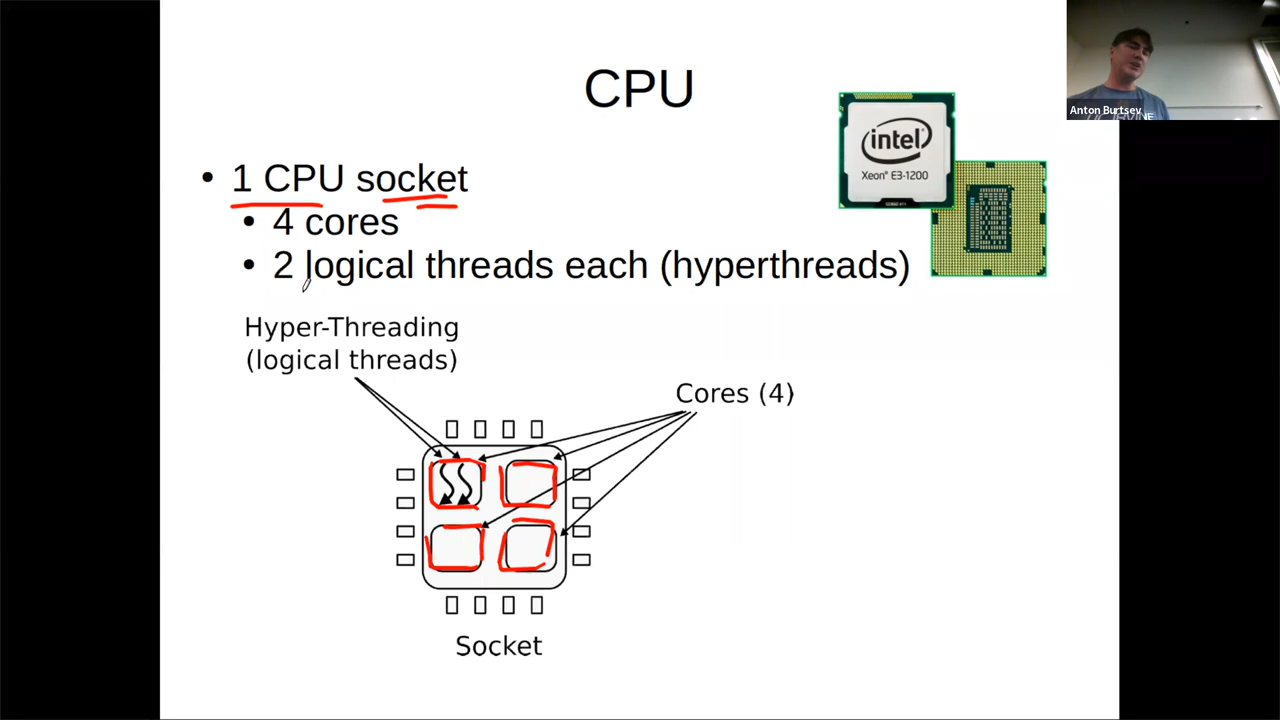 CPU
• 1 CPU socket
• 4 cores
• 2 logical threads each (hyperthreads)
intel
Xeon® E3-1200
Anton Burtsev
Hyper-Threading
(logical threads)
Cores (4)
Socket